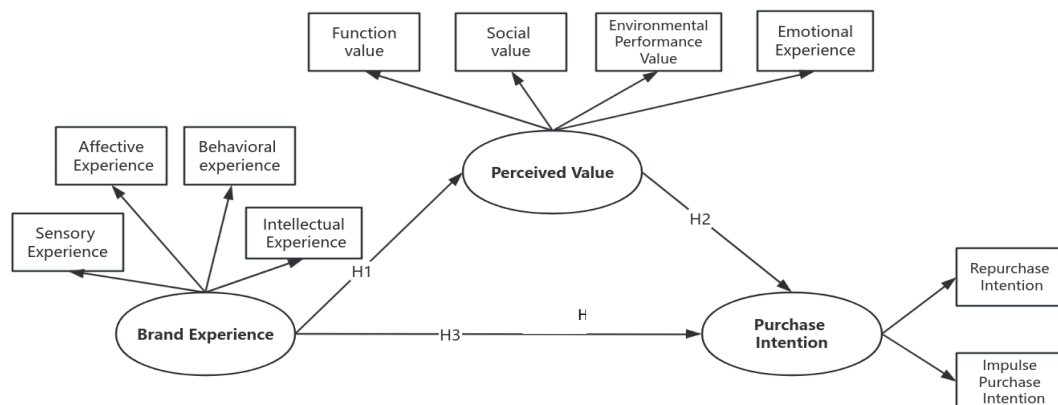 Function
value
Social
value
Environmental
Performance
Value
Emotional
Experience
Affective
Experience
Behavioral
experience
Perceived Value
Sensory
Experience
Intellectual
Experience
H2
H1
Repurchase
Intention
Brand Experience
H3
H
Purchase
Intention
Impulse
Purchase
Intention